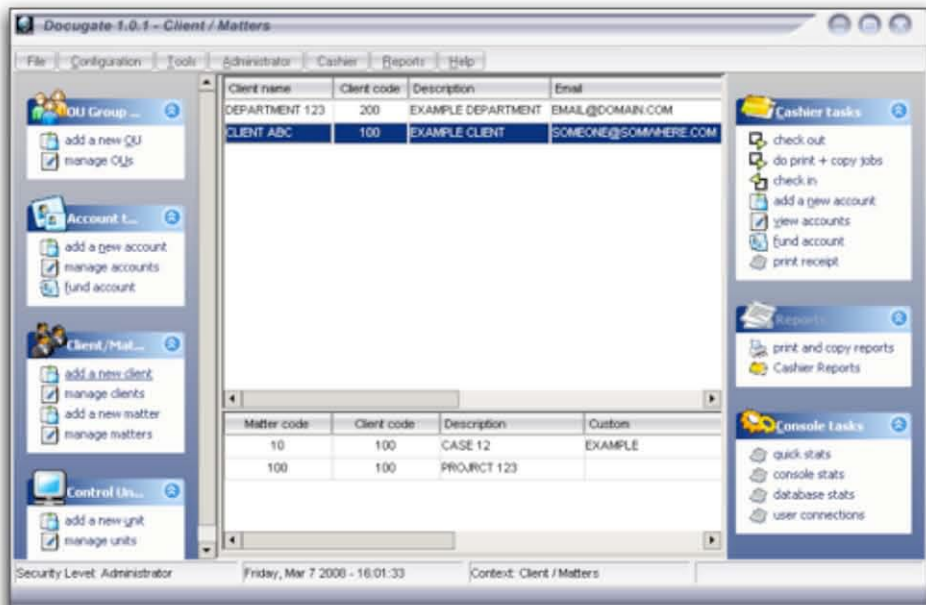 Docugate 1.0.1 - Client / Matters
File Configuration Tools Administrator Cashier Reports Help
OU Group ...
add a new OU
manage OUs
Account t...
add a new account
manage accounts
fund account
Client/Mat...
add a new client
manage clients
add a new matter
manage matters
Control Un...
add a new unit
manage units
Client name Client code Description Email
DEPARTMENT 123 200 EXAMPLE DEPARTMENT EMAIL@DOMAIN.COM
CLIENT ABC 100 EXAMPLE CLIENT SOMEONE@SOMWHERE.COM
Matter code Client code Description Custom
10 100 CASE 12 EXAMPLE
100 100 PROJRCT 123
Cashier tasks
check out
do print + copy jobs
check in
add a new account
view accounts
fund account
print receipt
Reports
print and copy reports
Cashier Reports
Console tasks
quick stats
console stats
database stats
user connections
Security Level: Administrator Friday, Mar 7 2008 - 16:01:33 Context: Client / Matters